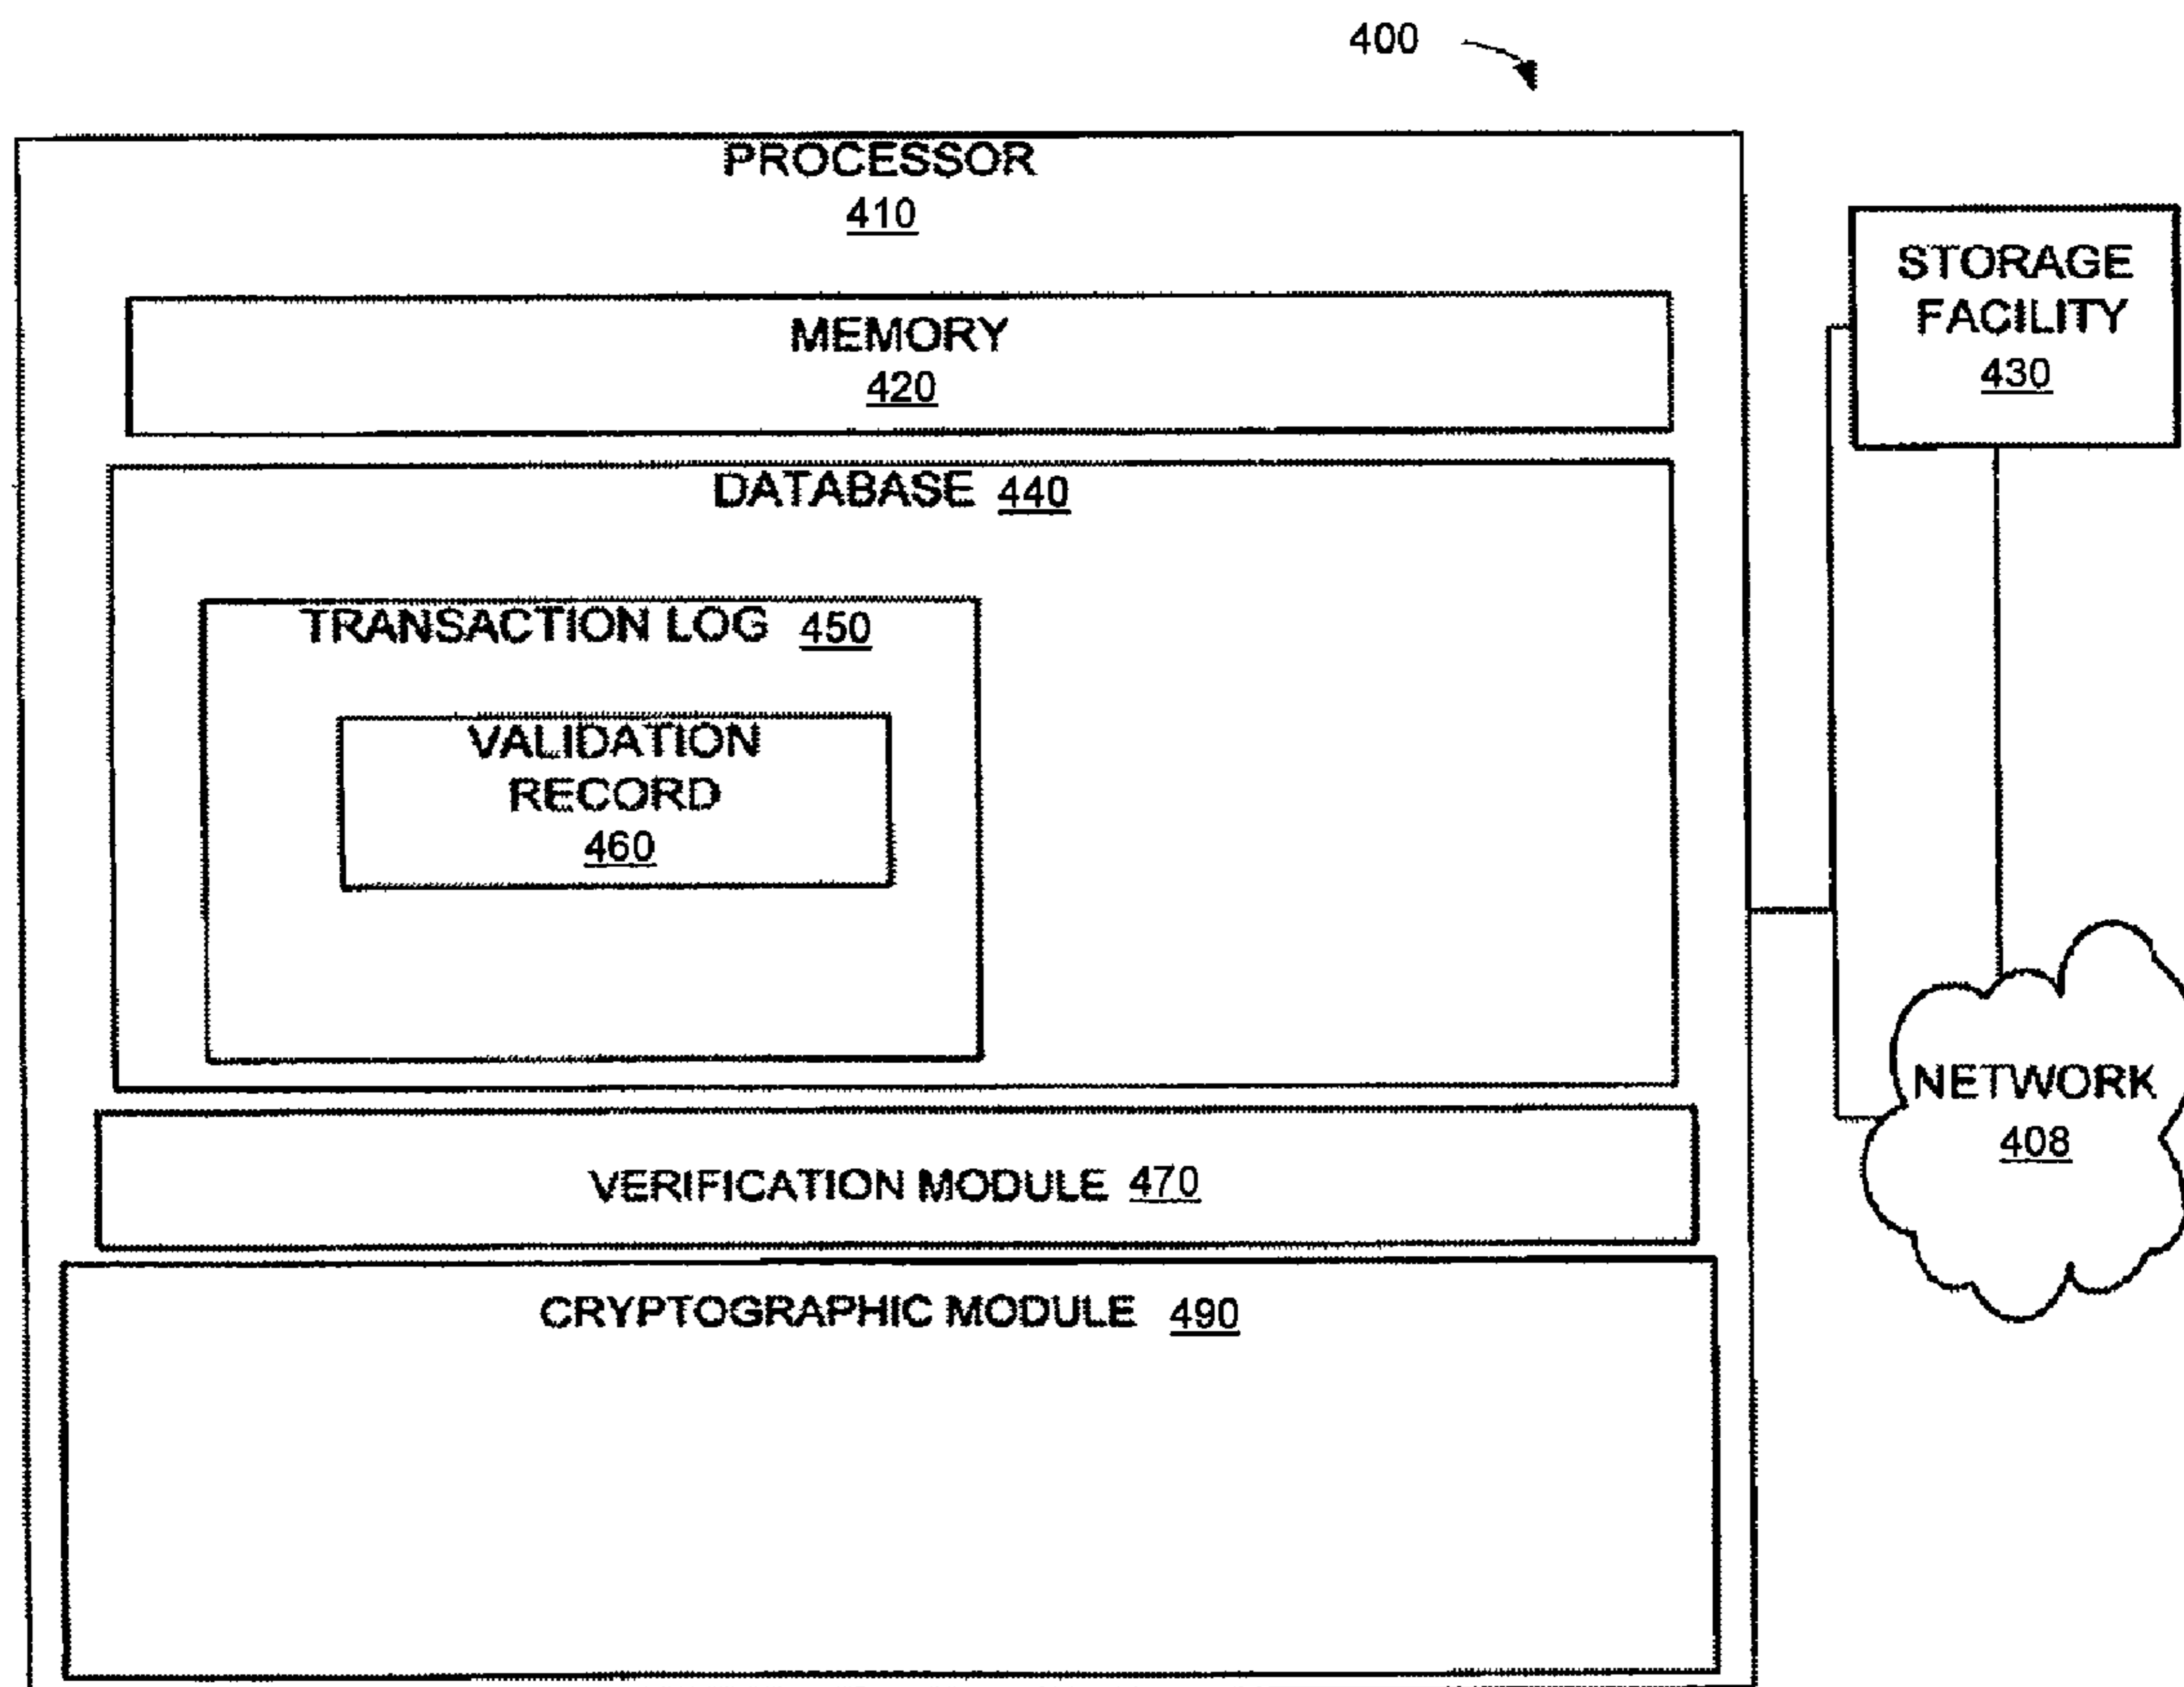 400
PROCESSOR
410
MEMORY
420
STORAGE
FACILITY
430
DATABASE 440
TRANSACTION LOG 450
VALIDATION
RECORD
460
NETWORK
408
VERIFICATION MODULE 470
CRYPTOGRAPHIC MODULE 490